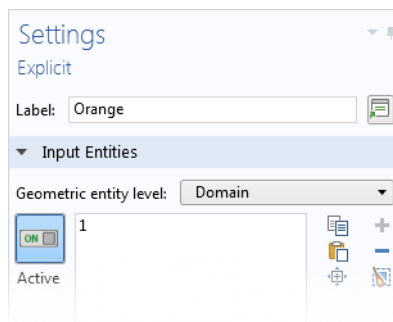 Settings
Explicit
Label: Orange
Input Entities
Geometric entity level: Domain
ON
1
Active